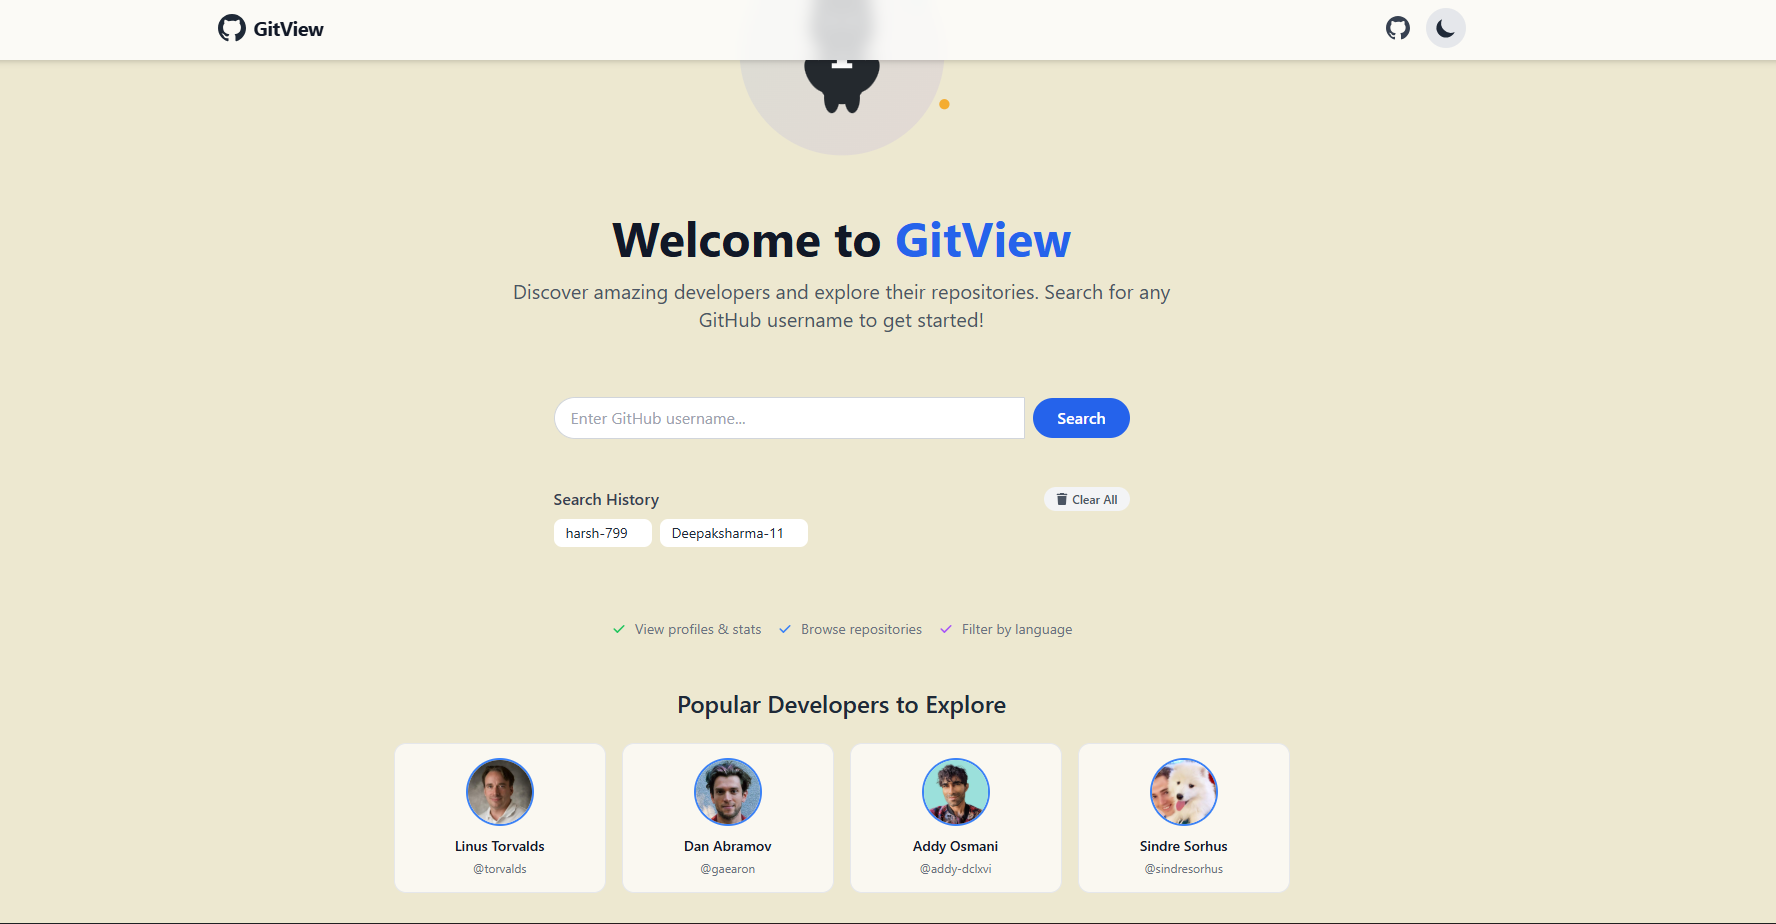 GitView
Welcome to GitView
Discover amazing developers and explore their repositories. Search for any
GitHub username to get started!
Enter GitHub username...
Search
Search History
Clear All
harsh-799
Deepaksharma-11
View profiles & stats
Browse repositories
Filter by language
Popular Developers to Explore
Linus Torvalds
@torvalds
Dan Abramov
@gaearon
Addy Osmani
@addy-dclxvi
Sindre Sorhus
@sindresorhus